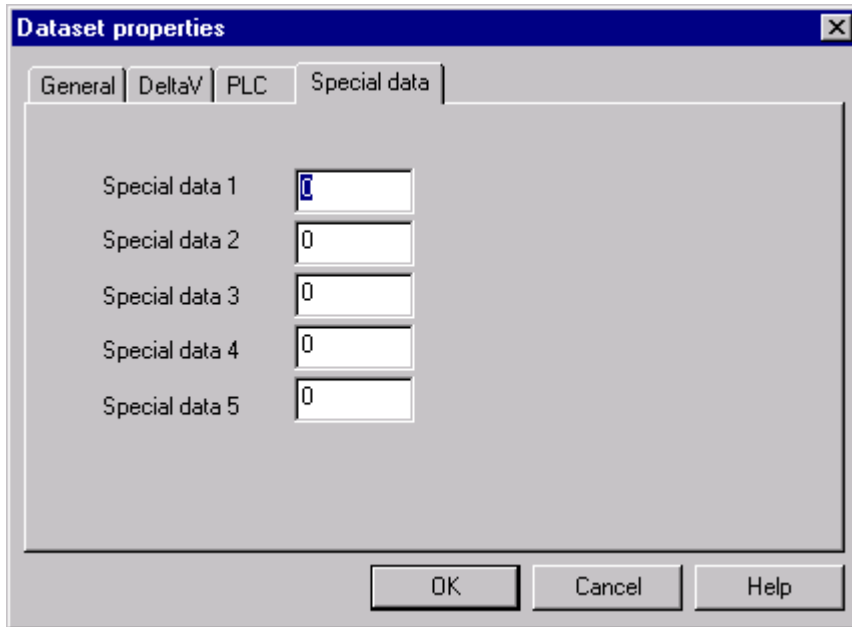 Dataset properties
General DeltaV PLC Special data
Special data 1 0
Special data 2 0
Special data 3 0
Special data 4 0
Special data 5 0
OK Cancel Help